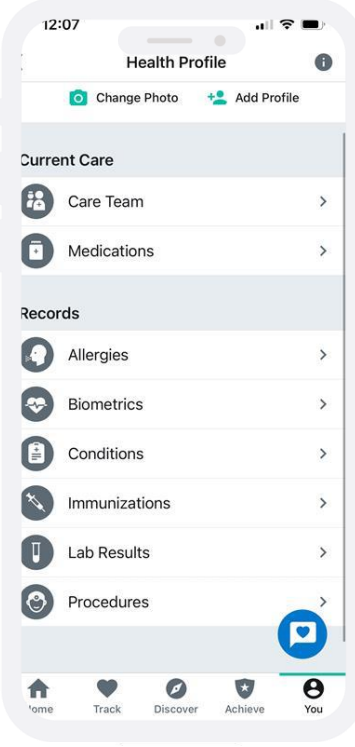 12:07
Health Profile
Change Photo Add Profile
Current Care
Care Team
Medications
Records
Allergies
Biometrics
Conditions
Immunizations
Lab Results
Procedures
Home Track Discover Achieve You